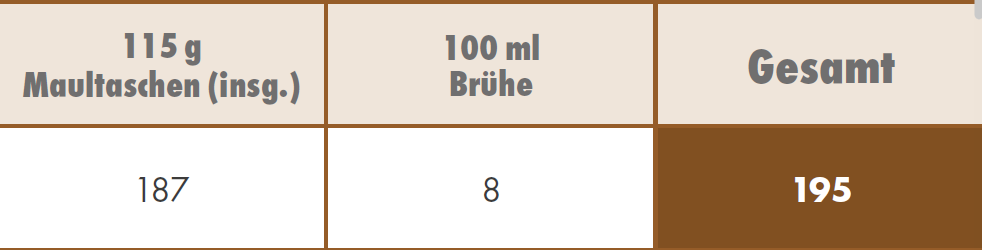 115 g
Maultaschen (insg.)
100 ml
Brühe
Gesamt
187
8
195